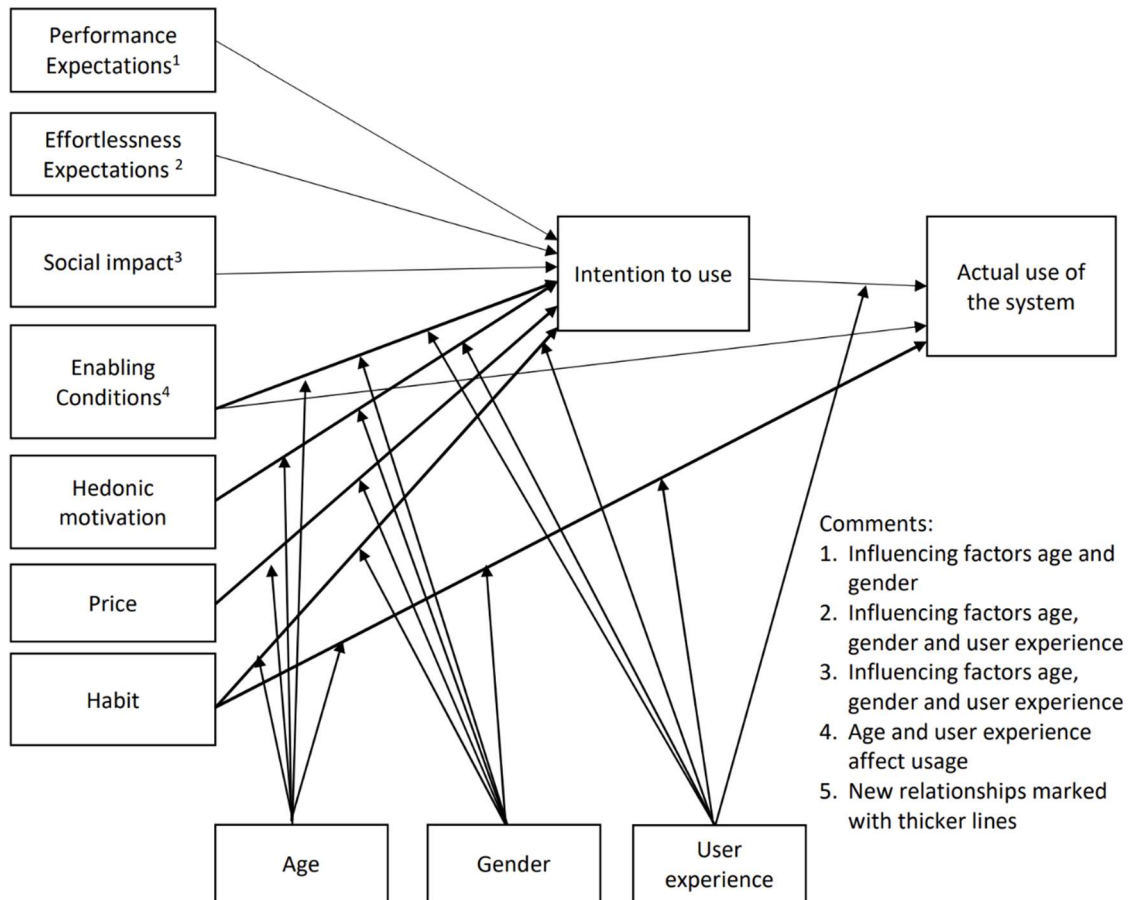 Performance
Expectations¹
Effortlessness
Expectations ²
Social impact³
Enabling
Conditions⁴
Hedonic
motivation
Price
Habit
Intention to use
Actual use of
the system
Comments:
1. Influencing factors age and
gender
2. Influencing factors age,
gender and user experience
3. Influencing factors age,
gender and user experience
4. Age and user experience
affect usage
5. New relationships marked
with thicker lines
Age
Gender
User
experience